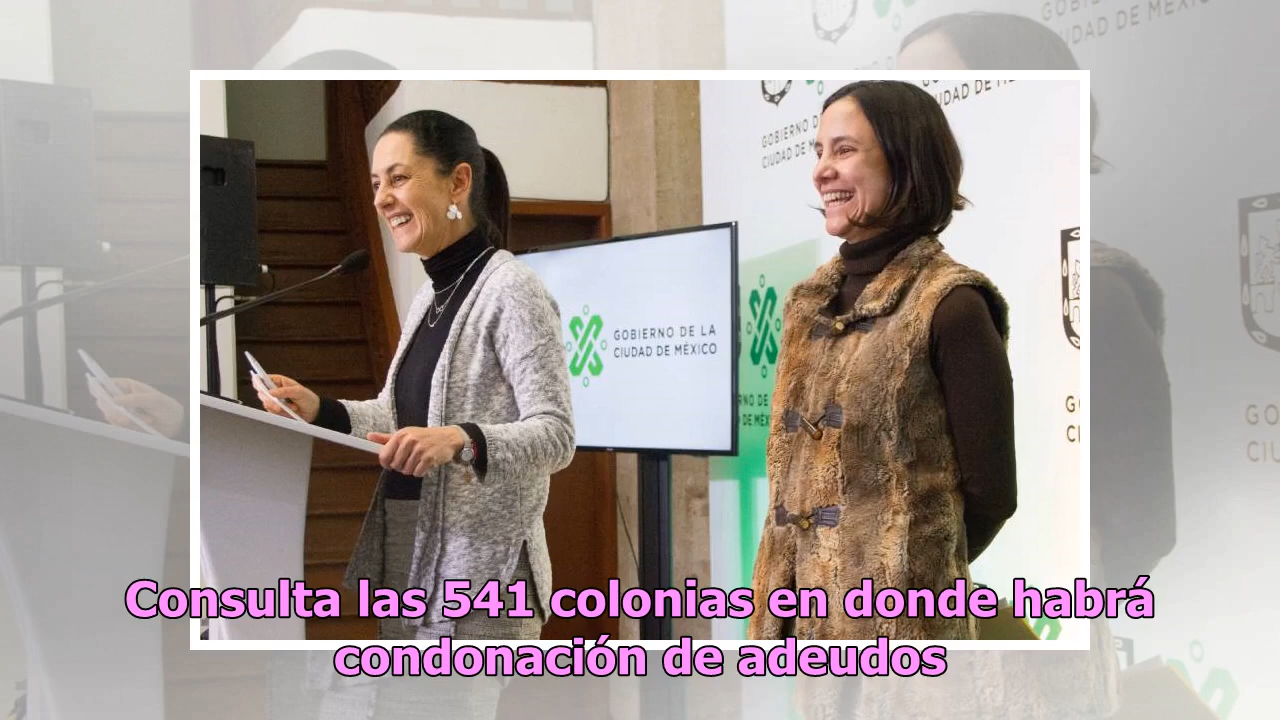 GOBIERNO DE LA
CIUDAD DE MÉXICO
Consulta las 541 colonias en donde habrá
condonación de adeudos